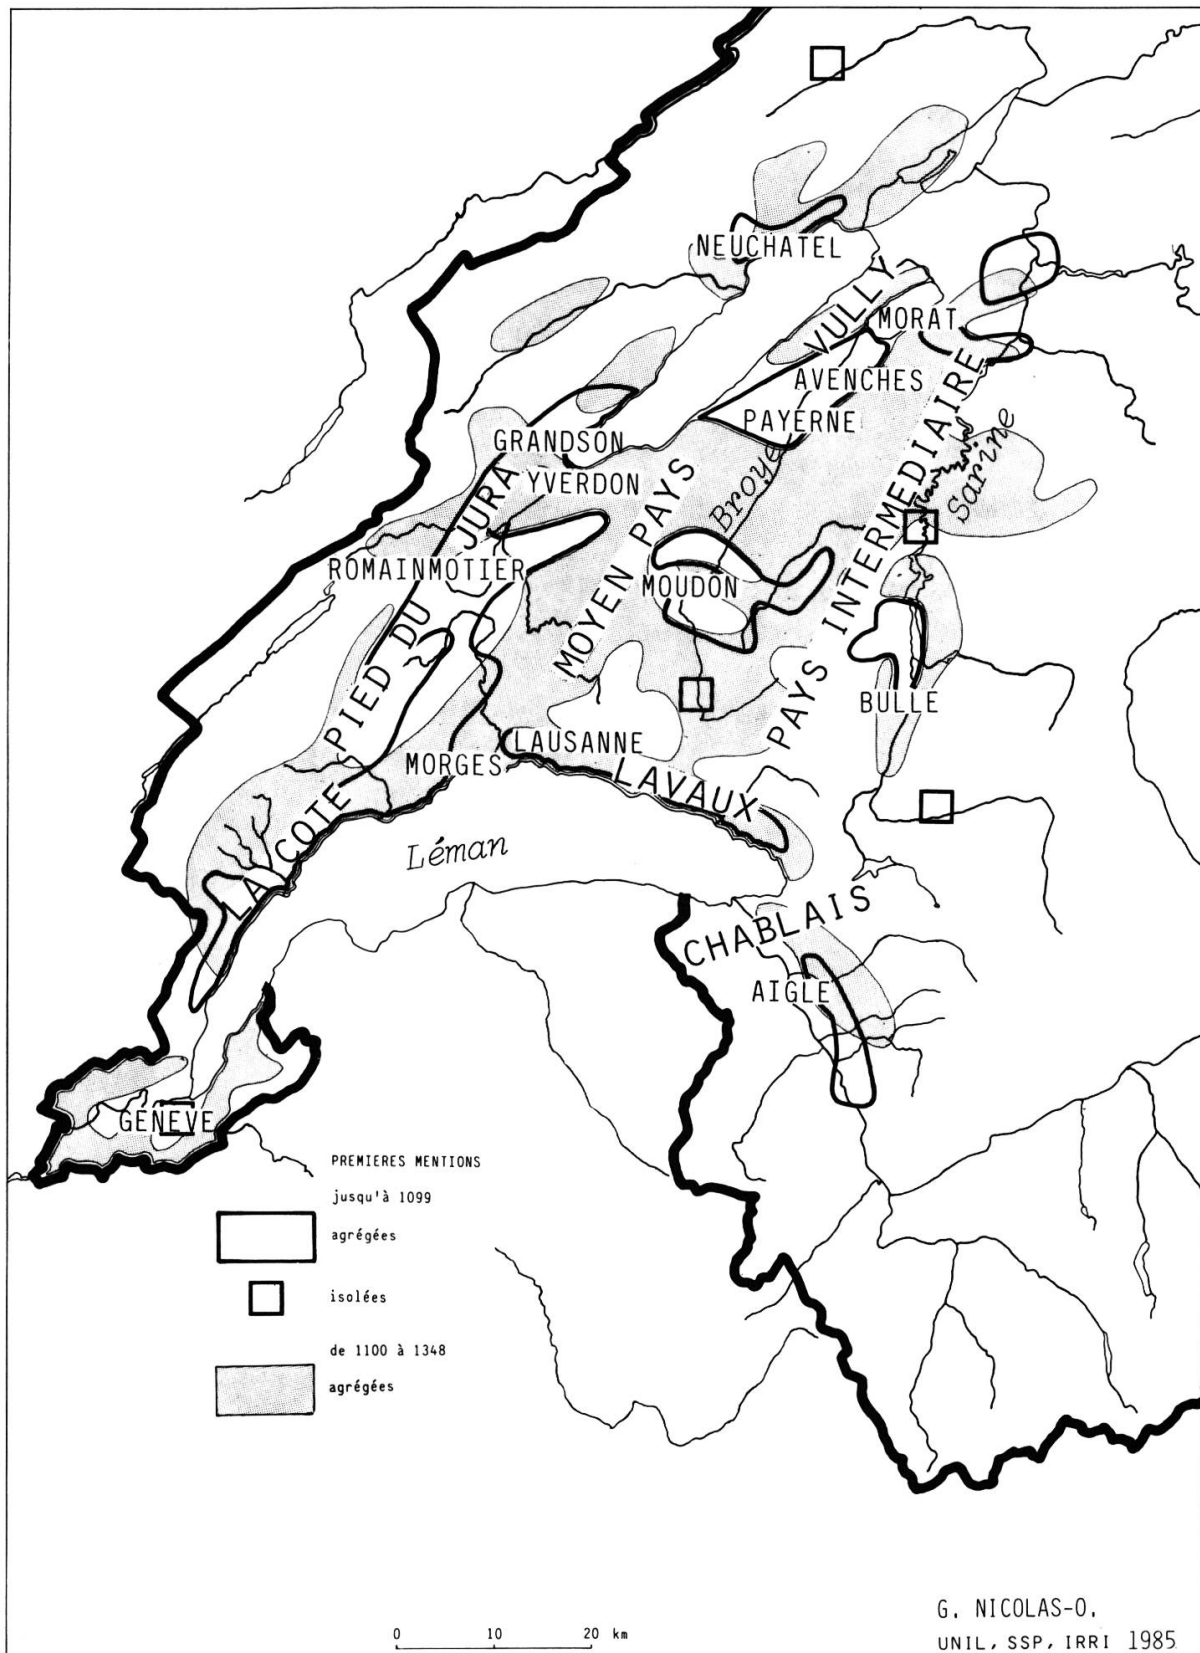 NEUCHATEL
VULLY
MORAT
AVENCHES
PAYERNE
GRANDSON
YVERDON
Broye
Sarine
MOYEN PAYS
PAYS INTERMEDIAIRE
ROMAINMOTIER
MOUDON
PIED DU JURA
BULLE
LAUSANNE
MORGES
LAVAUX
LA COTE
Léman
CHABLAIS
AIGLE
GENEVE
PREMIERES MENTIONS
jusqu'à 1099
agrégées
isolées
de 1100 à 1348
agrégées
0 10 20 km
G. NICOLAS-O.
UNIL, SSP, IRRI 1985